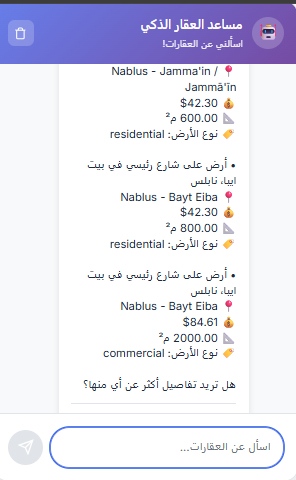 مساعد العقار الذكي
اسألني عن العقارات!
📍 Nablus - Jamma'in /
Jammā'īn
💰 $42.30
📐 600.00 م²
🏷️ نوع الأرض: residential
• أرض على شارع رئيسي في بيت
ايبا، نابلس
📍 Nablus - Bayt Eiba
💰 $42.30
📐 800.00 م²
🏷️ نوع الأرض: residential
• أرض على شارع رئيسي في بيت
ايبا، نابلس
📍 Nablus - Bayt Eiba
💰 $84.61
📐 2000.00 م²
🏷️ نوع الأرض: commercial
هل تريد تفاصيل أكثر عن أي منها؟
اسأل عن العقارات...